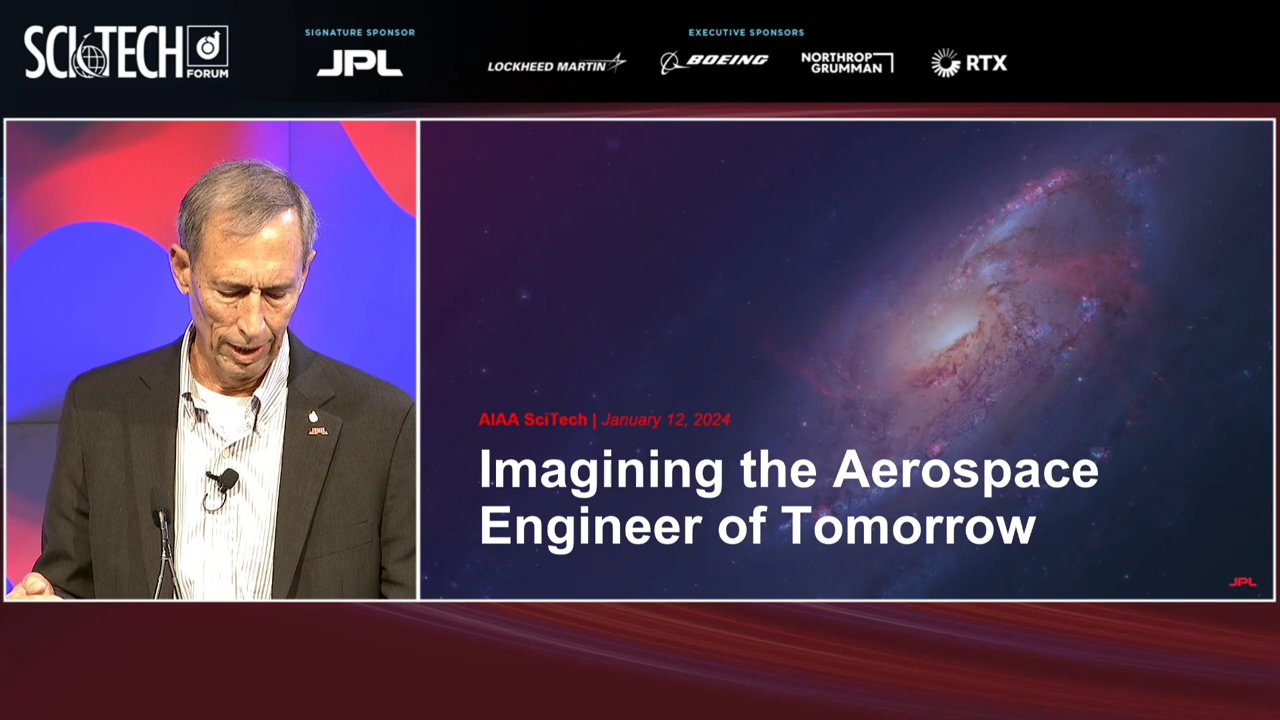 SCITECH
FORUM
SIGNATURE SPONSOR
JPL
EXECUTIVE SPONSORS
LOCKHEED MARTIN
BOEING
NORTHROP
GRUMMAN
RTX
AIAA SciTech | January 12, 2024
Imagining the Aerospace
Engineer of Tomorrow
JPL